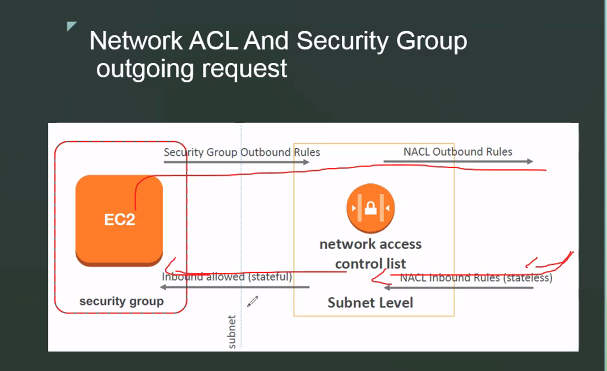 Network ACL And Security Group
outgoing request
Security Group Outbound Rules
NACL Outbound Rules
EC2
network access
control list
Inbound allowed (stateful)
NACL Inbound Rules (stateless)
security group
Subnet Level
subnet